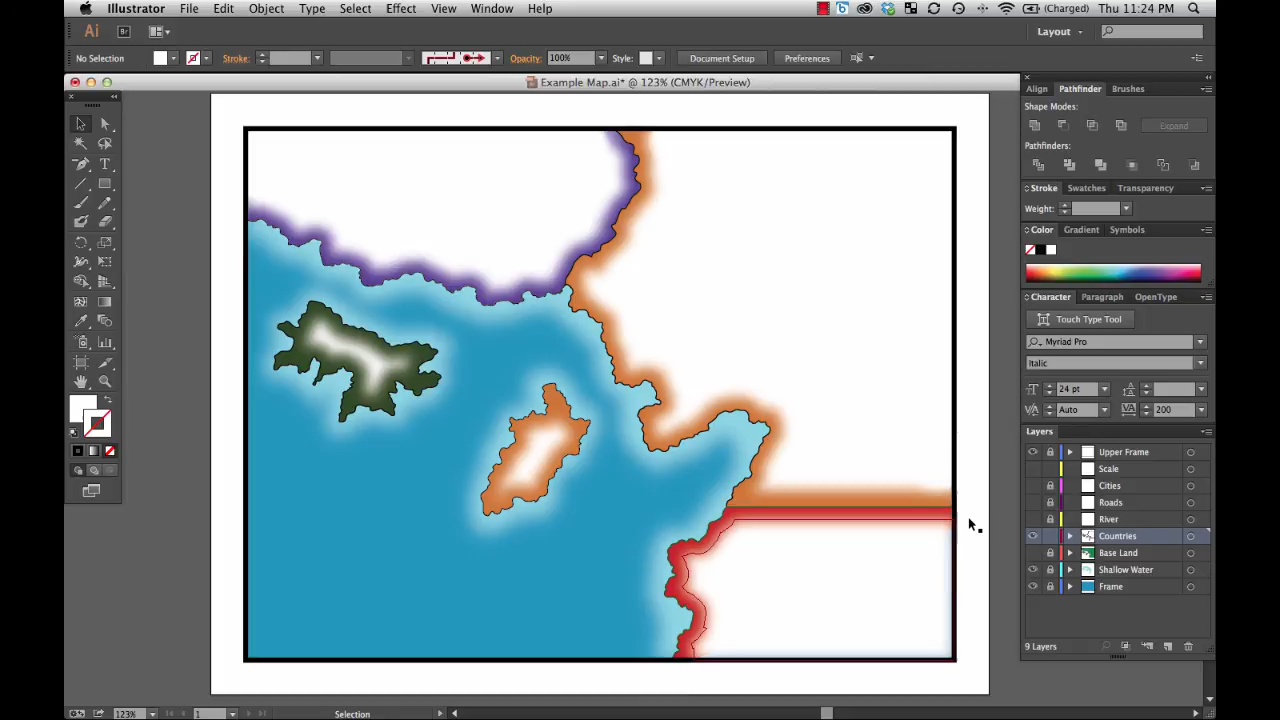 Illustrator File Edit Object Type Select Effect View Window Help (Charged) Thu 11:24 PM
Ai Br Layout
No Selection Stroke: Opacity: 100% Style: Document Setup Preferences
Example Map.ai* @ 123% (CMYK/Preview)
Align Pathfinder Brushes
Shape Modes:
Expand
Pathfinders:
Stroke Swatches Transparency
Weight:
Color Gradient Symbols
Character Paragraph OpenType
Touch Type Tool
Myriad Pro
Italic
24 pt
Auto 200
Layers
Upper Frame
Scale
Cities
Roads
River
Countries
Base Land
Shallow Water
Frame
9 Layers
123% 1 Selection